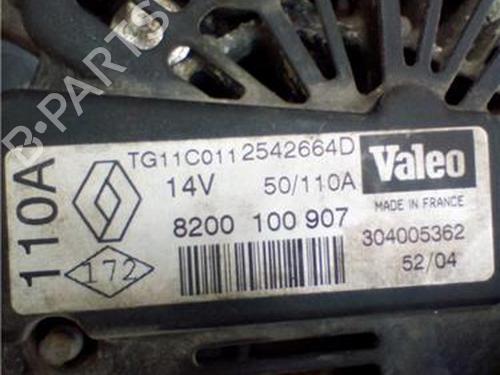 TG11C011 2542664D
Valeo
110A
14V 50/110A
MADE IN FRANCE
8200 100 907
304005362
172
52/04
B-PARTS